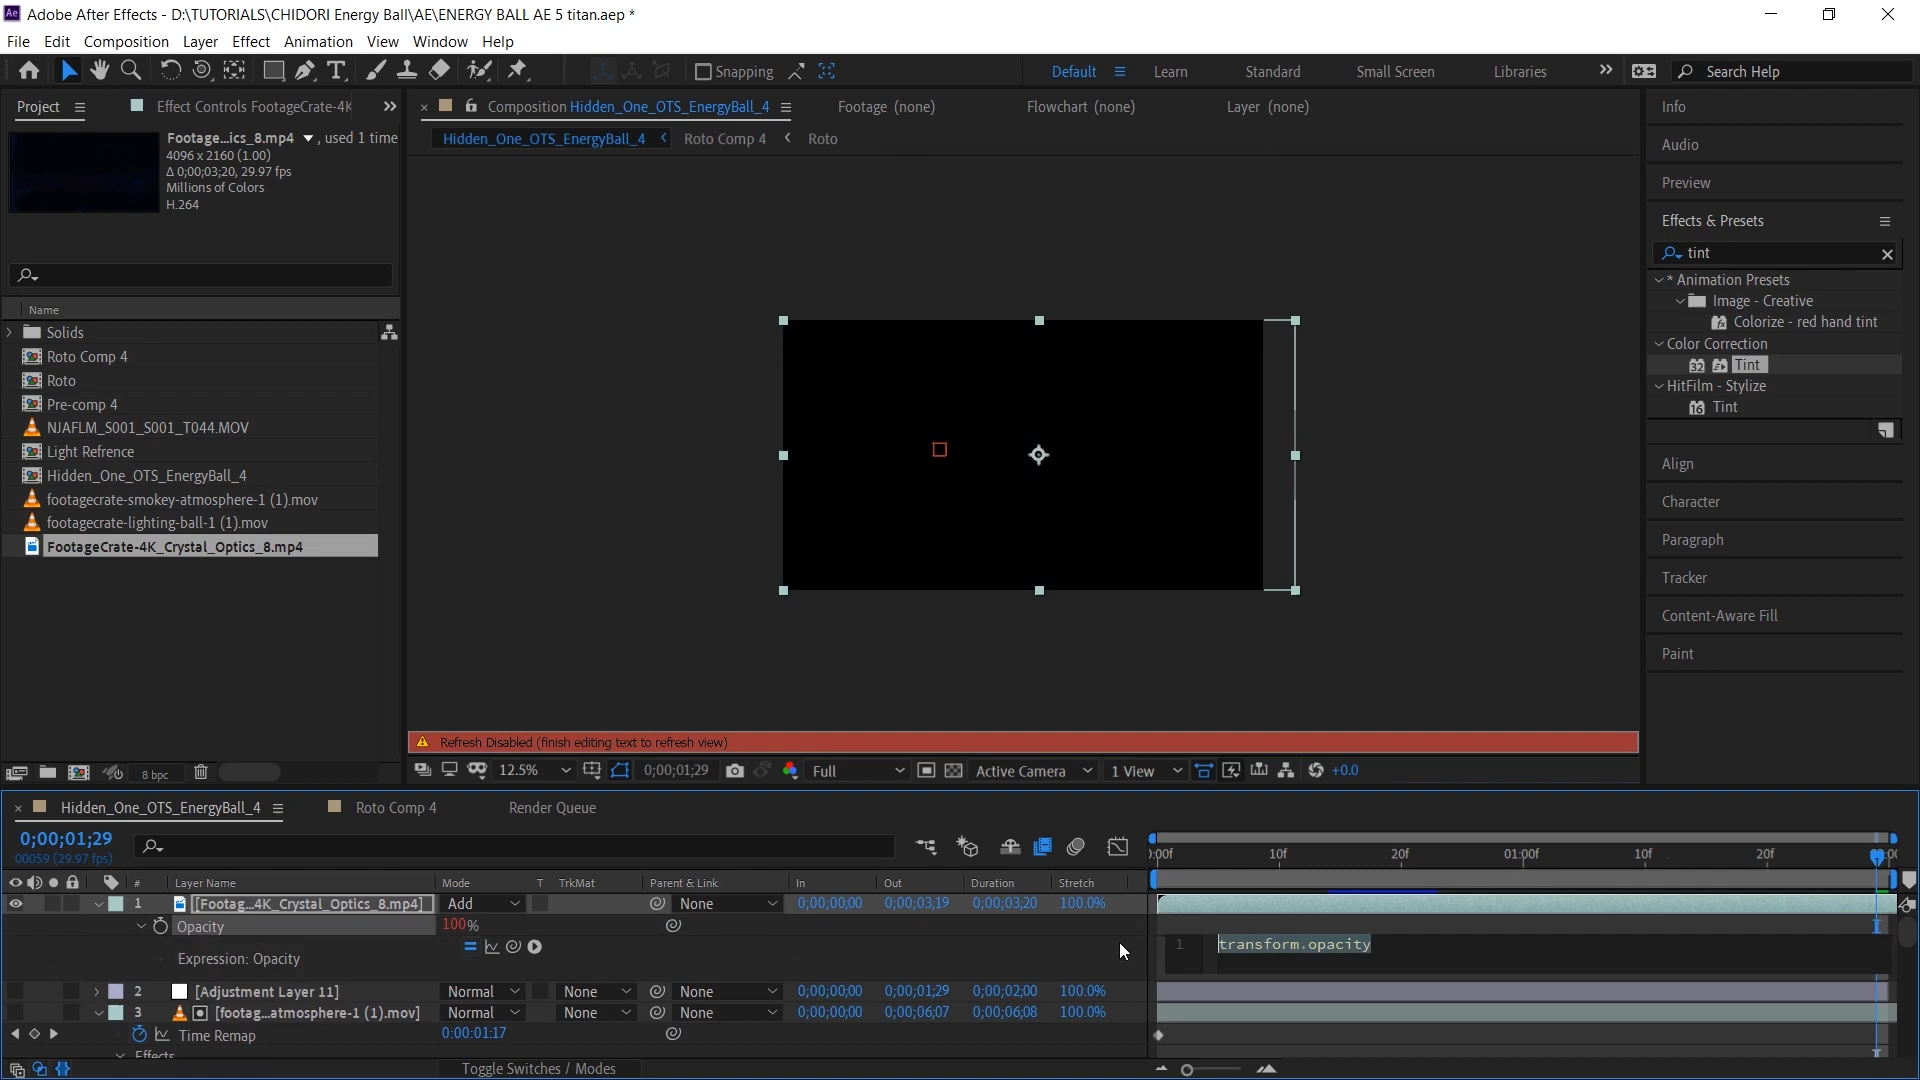 Adobe After Effects - D:\TUTORIALS\CHIDORI Energy Ball\AE\ENERGY BALL AE 5 titan.aep *
File Edit Composition Layer Effect Animation View Window Help
Snapping
Default Learn Standard Small Screen Libraries Search Help
Project Effect Controls FootageCrate-4K
Composition Hidden_One_OTS_EnergyBall_4 Footage (none) Flowchart (none) Layer (none)
Hidden_One_OTS_EnergyBall_4 Roto Comp 4 Roto
Footage...ics_8.mp4 , used 1 time
4096 x 2160 (1.00)
Δ 0;00;03;20, 29.97 fps
Millions of Colors
H.264
Name
Solids
Roto Comp 4
Roto
Pre-comp 4
NJAFLM_S001_S001_T044.MOV
Light Refrence
Hidden_One_OTS_EnergyBall_4
footagecrate-smokey-atmosphere-1 (1).mov
footagecrate-lighting-ball-1 (1).mov
FootageCrate-4K_Crystal_Optics_8.mp4
8 bpc
Info
Audio
Preview
Effects & Presets
tint
* Animation Presets
Image - Creative
Colorize - red hand tint
Color Correction
32 Tint
HitFilm - Stylize
16 Tint
Align
Character
Paragraph
Tracker
Content-Aware Fill
Paint
Refresh Disabled (finish editing text to refresh view)
12.5% 0;00;01;29 Full Active Camera 1 View +0.0
Hidden_One_OTS_EnergyBall_4 Roto Comp 4 Render Queue
0;00;01;29
00059 (29.97 fps)
:00f 10f 20f 01:00f 10f 20f
# Layer Name Mode T TrkMat Parent & Link In Out Duration Stretch
1 [Footag...4K_Crystal_Optics_8.mp4] Add None 0;00;00;00 0;00;03;19 0;00;03;20 100.0%
Opacity 100%
Expression: Opacity
1 transform.opacity
2 [Adjustment Layer 11] Normal None None 0;00;00;00 0;00;01;29 0;00;02;00 100.0%
3 [footag...atmosphere-1 (1).mov] Normal None None 0;00;00;00 0;00;06;07 0;00;06;08 100.0%
Time Remap 0:00:01:17
Effects
Toggle Switches / Modes